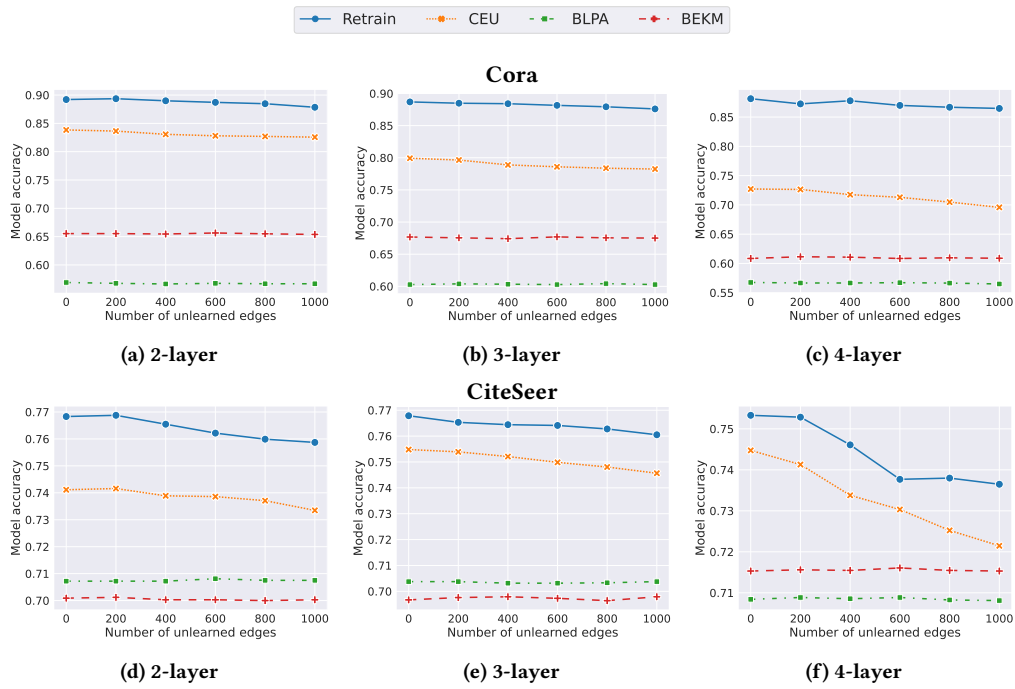 Retrain CEU BLPA BEKM
Cora
0.90
0.85
0.80
0.75
0.70
0.65
0.60
Model accuracy
0 200 400 600 800 1000
Number of unlearned edges
(a) 2-layer
0.90
0.85
0.80
0.75
0.70
0.65
0.60
Model accuracy
0 200 400 600 800 1000
Number of unlearned edges
(b) 3-layer
0.85
0.80
0.75
0.70
0.65
0.60
0.55
Model accuracy
0 200 400 600 800 1000
Number of unlearned edges
(c) 4-layer
CiteSeer
0.77
0.76
0.75
0.74
0.73
0.72
0.71
0.70
Model accuracy
0 200 400 600 800 1000
Number of unlearned edges
(d) 2-layer
0.77
0.76
0.75
0.74
0.73
0.72
0.71
0.70
Model accuracy
0 200 400 600 800 1000
Number of unlearned edges
(e) 3-layer
0.75
0.74
0.73
0.72
0.71
Model accuracy
0 200 400 600 800 1000
Number of unlearned edges
(f) 4-layer